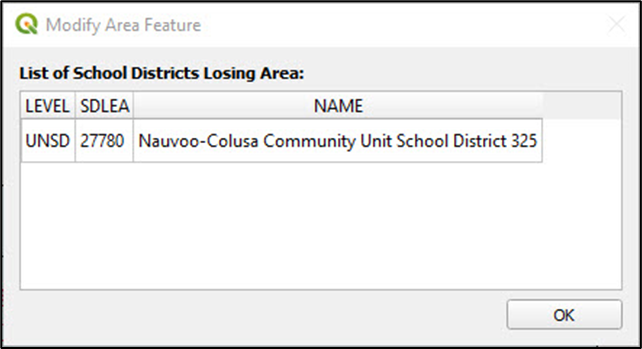 Modify Area Feature
List of School Districts Losing Area:
LEVEL SDLEA NAME
UNSD 27780 Nauvoo-Colusa Community Unit School District 325
OK